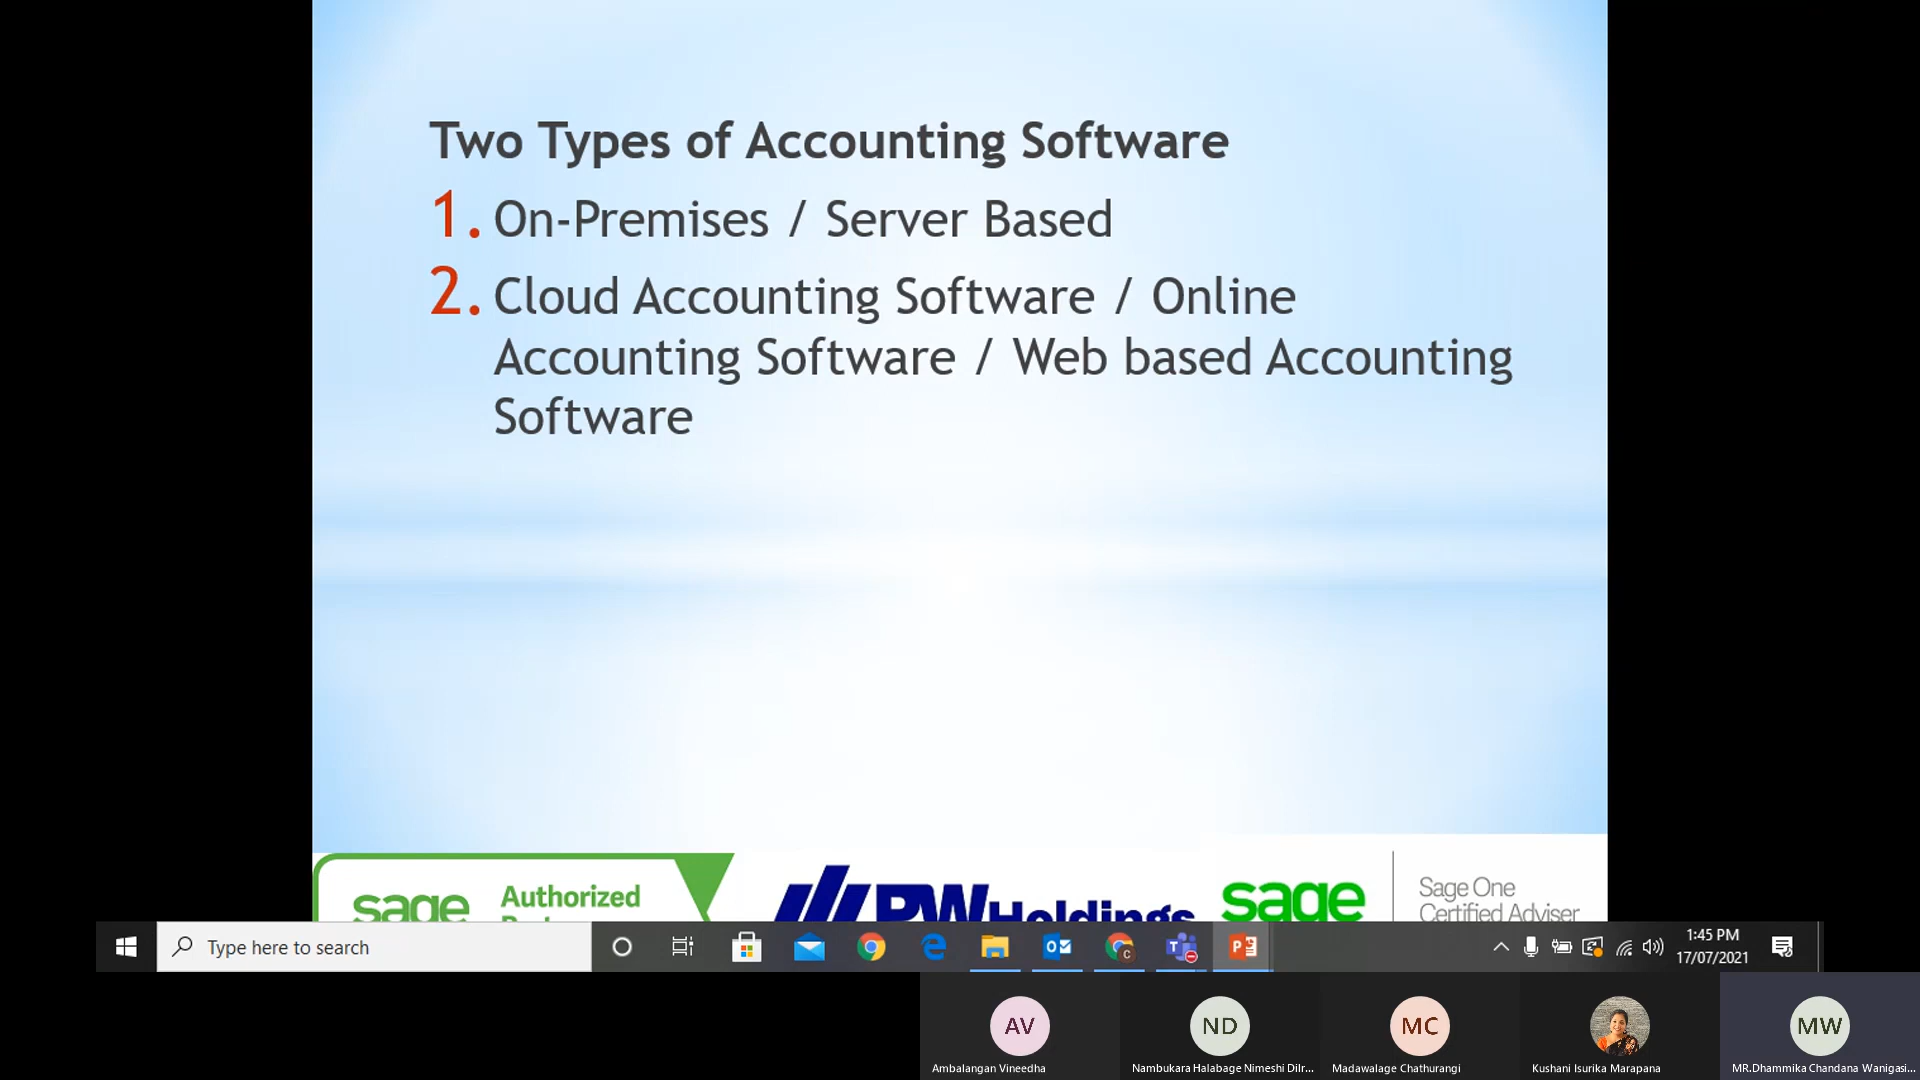 Two Types of Accounting Software
1. On-Premises / Server Based
2. Cloud Accounting Software / Online
Accounting Software / Web based Accounting
Software
sage
Authorized
PW Holdings
sage
Sage One
Certified Adviser
Type here to search
1:45 PM
17/07/2021
AV
ND
MC
MW
Ambalangan Vineedha
Nambukara Halabage Nimeshi Dilr...
Madawalage Chathurangi
Kushani Isurika Marapana
MR.Dhammika Chandana Wanigasi...